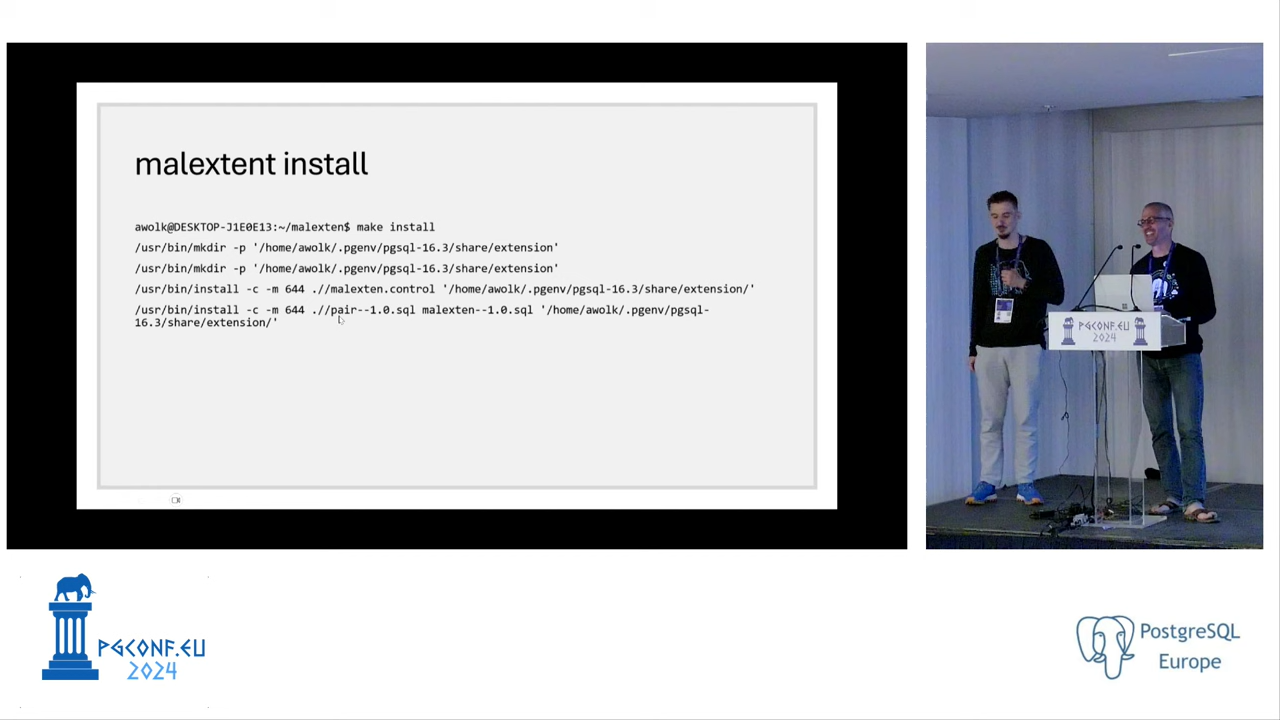 malextent install
awolk@DESKTOP-J1E0E13:~/malexten$ make install
/usr/bin/mkdir -p '/home/awolk/.pgenv/pgsql-16.3/share/extension'
/usr/bin/mkdir -p '/home/awolk/.pgenv/pgsql-16.3/share/extension'
/usr/bin/install -c -m 644 .//malexten.control '/home/awolk/.pgenv/pgsql-16.3/share/extension/'
/usr/bin/install -c -m 644 .//pair--1.0.sql malexten--1.0.sql '/home/awolk/.pgenv/pgsql-
16.3/share/extension/'
PGCONF.EU
2024
PGCONF.EU
2024
PostgreSQL
Europe